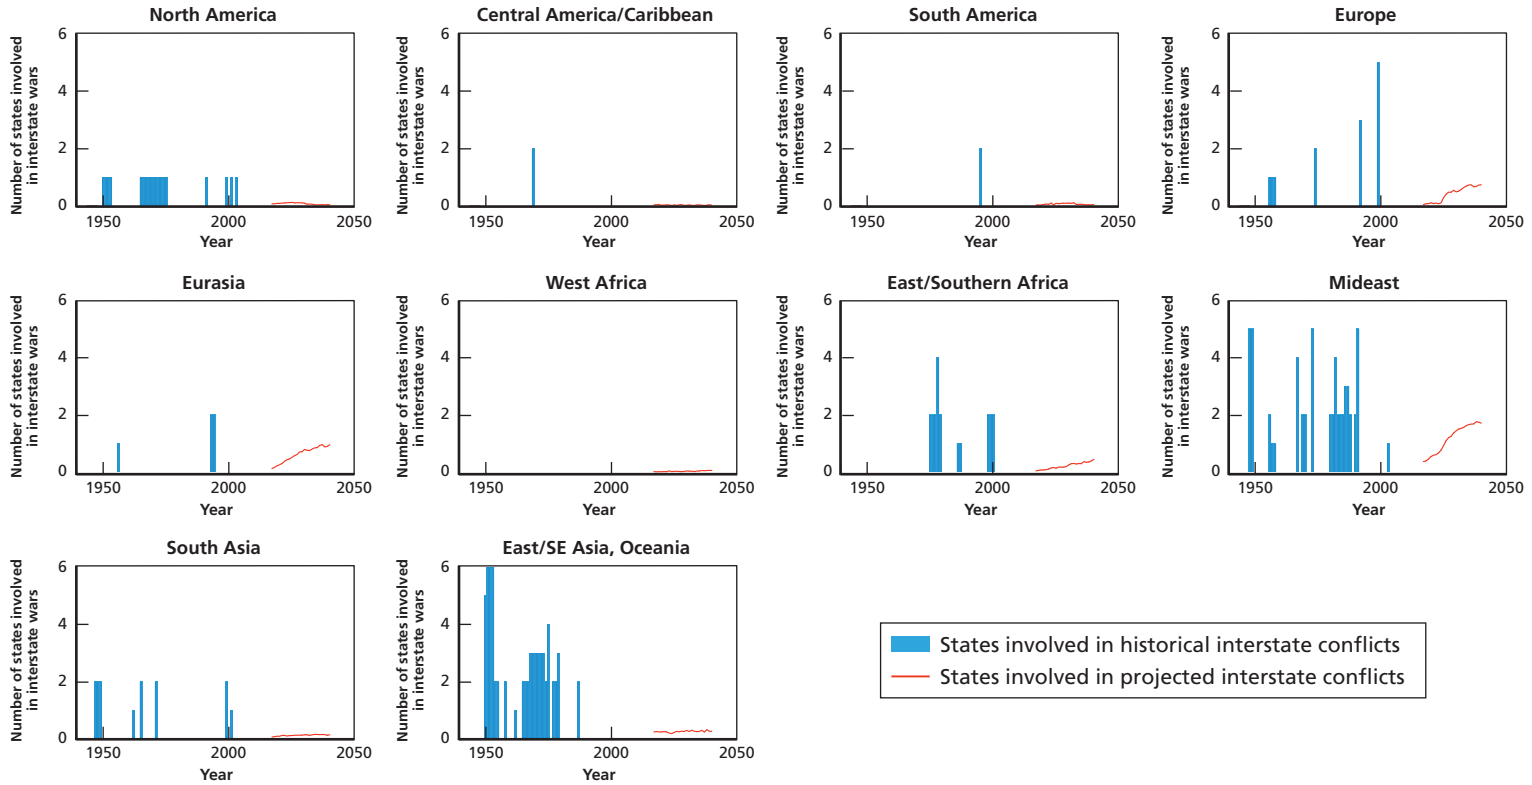 North America
Number of states involved
in interstate wars
6
4
2
0
1950
2000
2050
Year
Central America/Caribbean
Number of states involved
in interstate wars
6
4
2
0
1950
2000
2050
Year
South America
Number of states involved
in interstate wars
6
4
2
0
1950
2000
2050
Year
Europe
Number of states involved
in interstate wars
6
4
2
0
1950
2000
2050
Year
Eurasia
Number of states involved
in interstate wars
6
4
2
0
1950
2000
2050
Year
West Africa
Number of states involved
in interstate wars
6
4
2
0
1950
2000
2050
Year
East/Southern Africa
Number of states involved
in interstate wars
6
4
2
0
1950
2000
2050
Year
Mideast
Number of states involved
in interstate wars
6
4
2
0
1950
2000
2050
Year
South Asia
Number of states involved
in interstate wars
6
4
2
0
1950
2000
2050
Year
East/SE Asia, Oceania
Number of states involved
in interstate wars
6
4
2
0
1950
2000
2050
Year
States involved in historical interstate conflicts
States involved in projected interstate conflicts